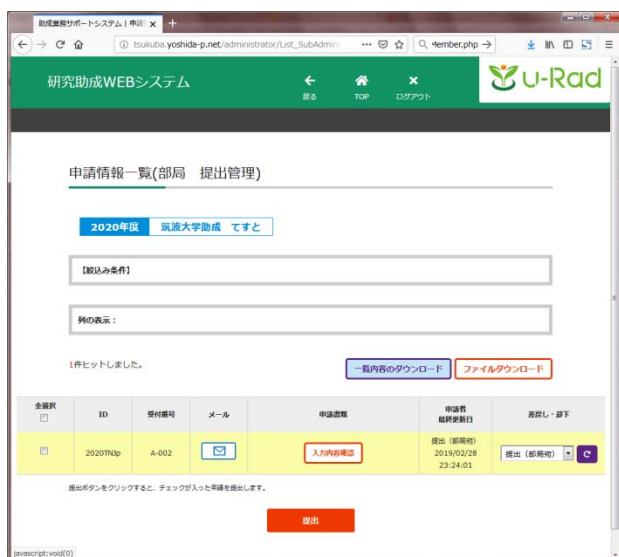 助成業務サポートシステム | 申請
tsukuba.yoshida-p.net/administrator/List_SubAdmin
Member.php
研究助成WEBシステム
戻る
TOP
ログアウト
u-Rad
申請情報一覧(部局 提出管理)
2020年度 筑波大学助成 てすと
【絞込み条件】
列の表示：
1件ヒットしました。
一覧内容のダウンロード
ファイルダウンロード
全選択 ID 受付番号 メール 申請書類 申請者 最終更新日 差戻し・却下
2020TNJp A-002 入力内容確認 提出（部局宛） 2019/02/28 23:24:01 提出（部局宛）
提出ボタンをクリックすると、チェックが入った申請を提出します。
提出
javascript:void(0)